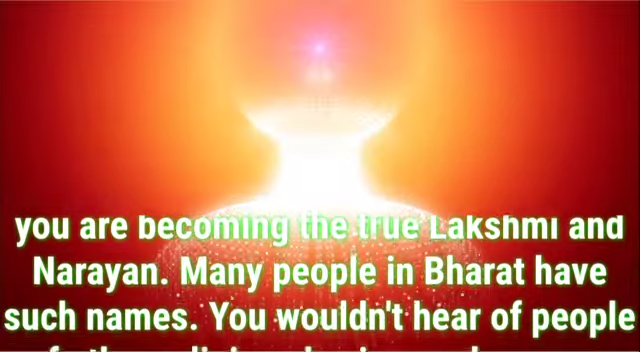 you are becoming the true Lakshmi and
Narayan. Many people in Bharat have
such names. You wouldn't hear of people